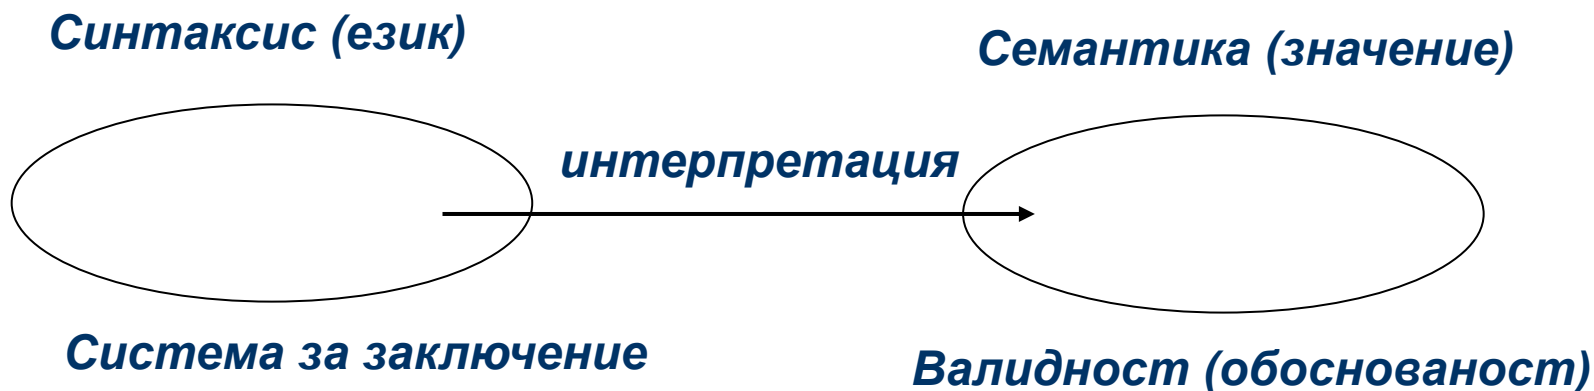 Синтаксис (език)
Семантика (значение)
интерпретация
Система за заключение
Валидност (обоснованост)